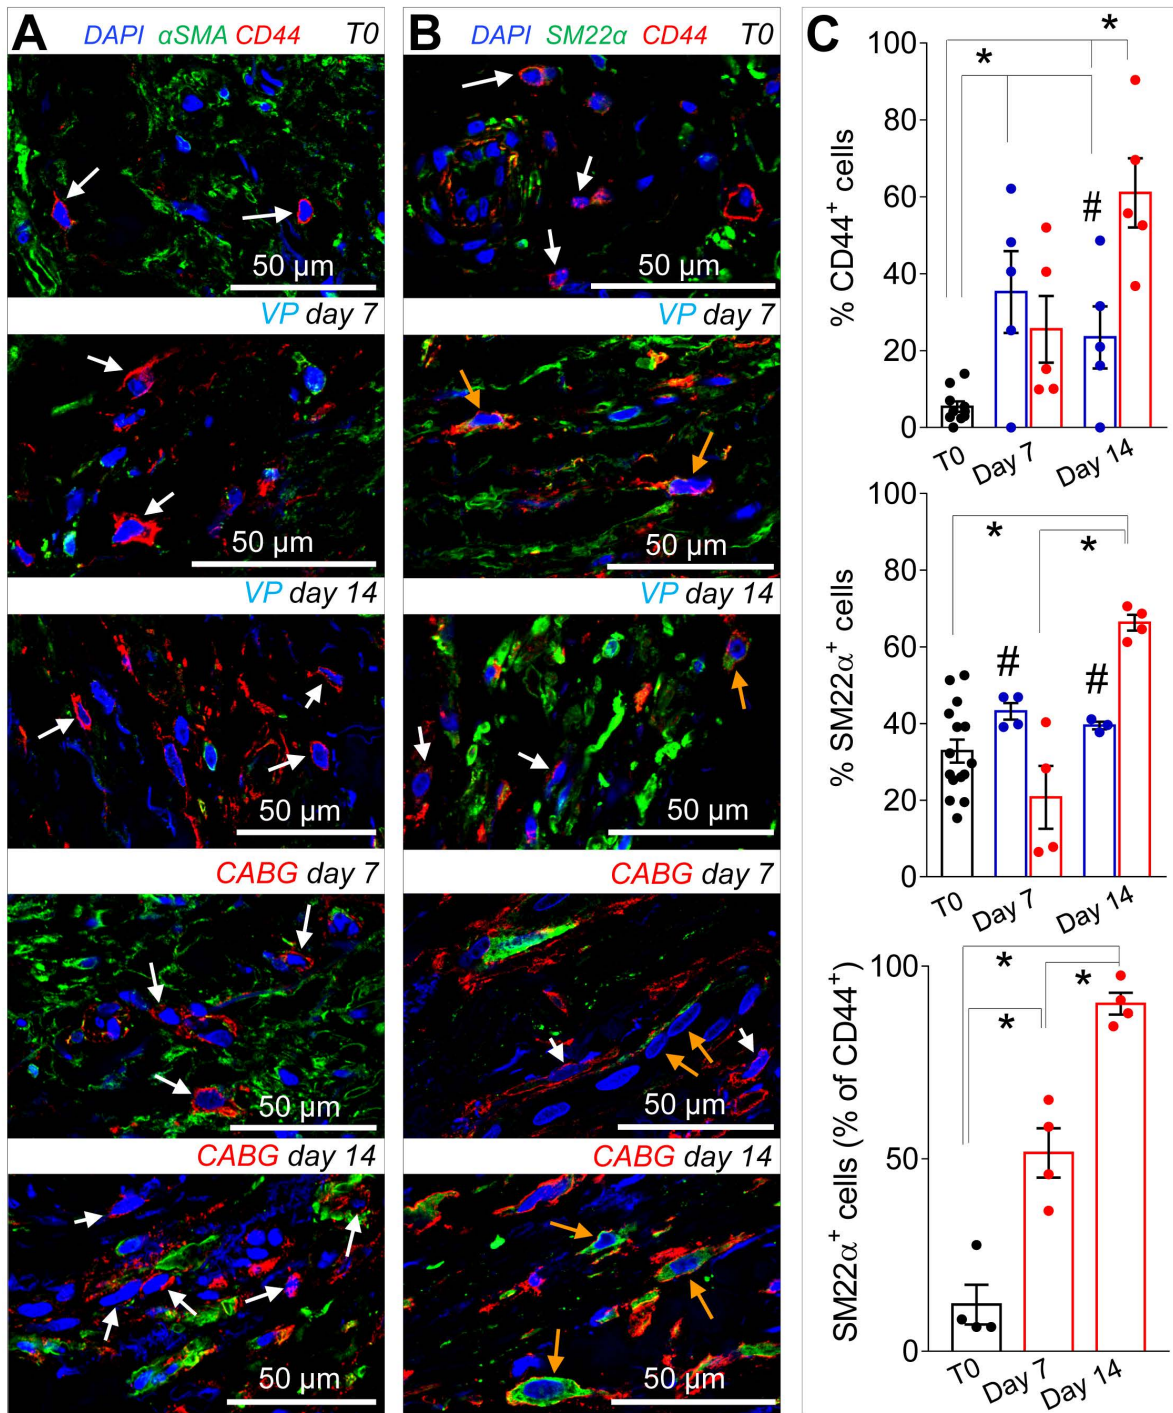 A
DAPI αSMA CD44 T0
50 µm
VP day 7
50 µm
VP day 14
50 µm
CABG day 7
50 µm
CABG day 14
50 µm
B
DAPI SM22α CD44 T0
50 µm
VP day 7
50 µm
VP day 14
50 µm
CABG day 7
50 µm
CABG day 14
50 µm
C
% CD44⁺ cells
100
80
60
40
20
0
* *
#
T0 Day 7 Day 14
% SM22α⁺ cells
100
80
60
40
20
0
* *
# #
T0 Day 7 Day 14
SM22α⁺ cells (% of CD44⁺)
100
50
0
* *
*
T0 Day 7 Day 14